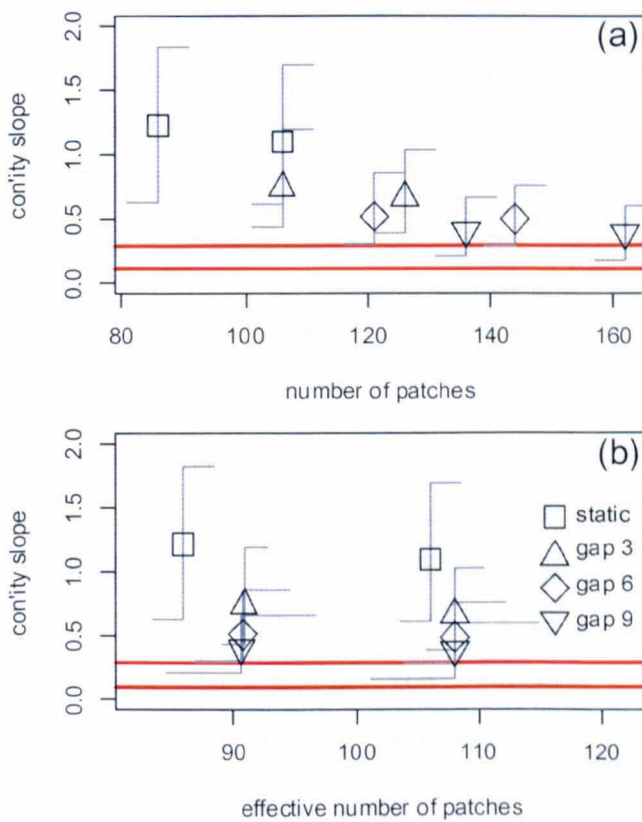 (a)
con'ity slope
2.0
1.5
1.0
0.5
0.0
80 100 120 140 160
number of patches
(b)
con'ity slope
2.0
1.5
1.0
0.5
0.0
static
gap 3
gap 6
gap 9
90 100 110 120
effective number of patches